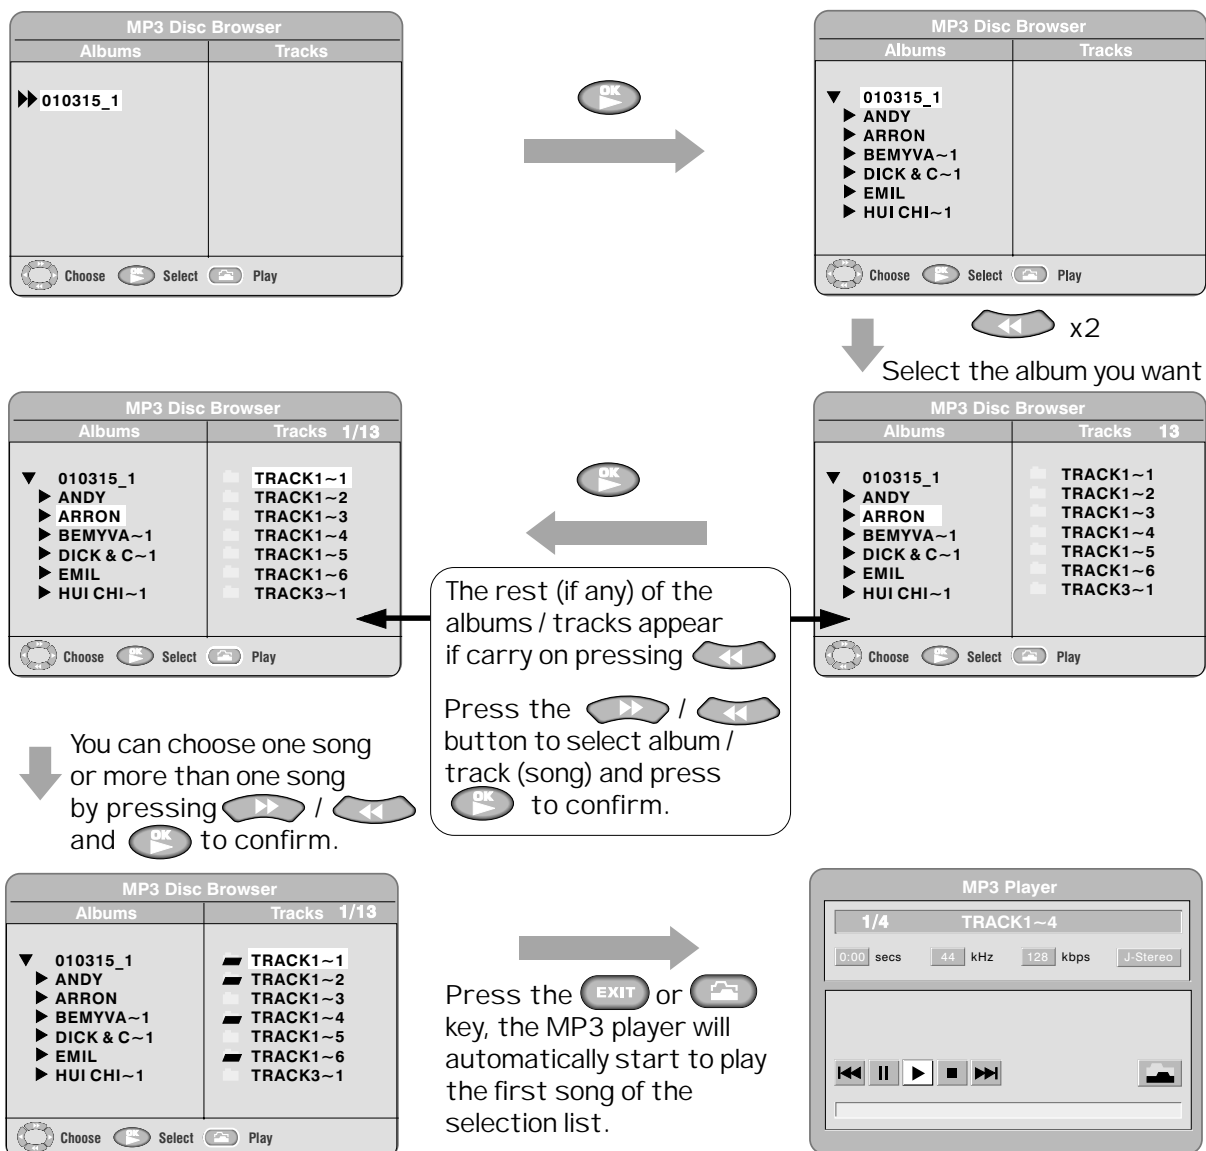 MP3 Disc Browser
Albums Tracks
010315_1
Choose OK Select Play
OK
MP3 Disc Browser
Albums Tracks
010315_1
ANDY
ARRON
BEMYVA~1
DICK & C~1
EMIL
HUI CHI~1
Choose OK Select Play
x2
Select the album you want
MP3 Disc Browser
Albums Tracks 13
010315_1 TRACK1~1
ANDY TRACK1~2
ARRON TRACK1~3
BEMYVA~1 TRACK1~4
DICK & C~1 TRACK1~5
EMIL TRACK1~6
HUI CHI~1 TRACK3~1
Choose OK Select Play
OK
The rest (if any) of the
albums / tracks appear
if carry on pressing
Press the /
button to select album /
track (song) and press
OK to confirm.
MP3 Disc Browser
Albums Tracks 1/13
010315_1 TRACK1~1
ANDY TRACK1~2
ARRON TRACK1~3
BEMYVA~1 TRACK1~4
DICK & C~1 TRACK1~5
EMIL TRACK1~6
HUI CHI~1 TRACK3~1
Choose OK Select Play
You can choose one song
or more than one song
by pressing /
and OK to confirm.
MP3 Disc Browser
Albums Tracks 1/13
010315_1 TRACK1~1
ANDY TRACK1~2
ARRON TRACK1~3
BEMYVA~1 TRACK1~4
DICK & C~1 TRACK1~5
EMIL TRACK1~6
HUI CHI~1 TRACK3~1
Choose OK Select Play
Press the EXIT or
key, the MP3 player will
automatically start to play
the first song of the
selection list.
MP3 Player
1/4 TRACK1~4
0:00 secs 44 kHz 128 kbps J-Stereo